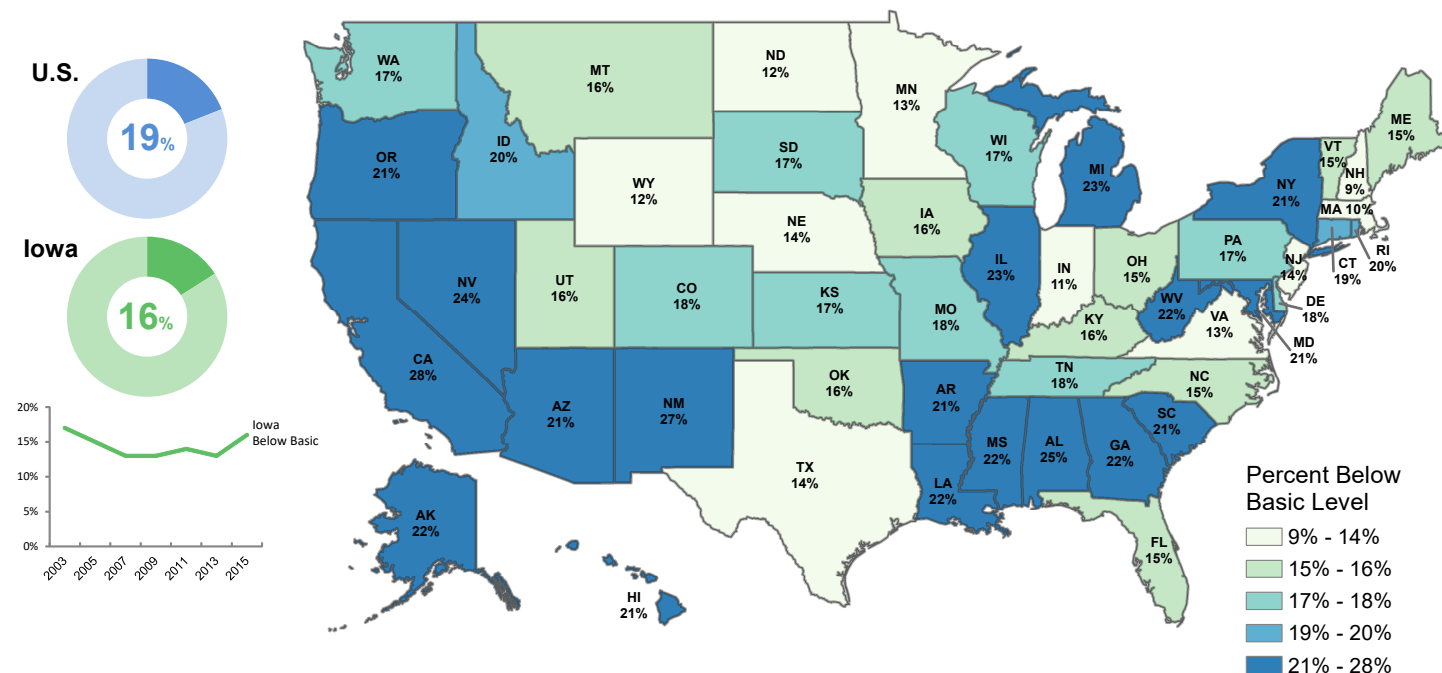 U.S.
19%
Iowa
16%
20%
15%
10%
5%
0%
Iowa
Below Basic
2003
2005
2007
2009
2011
2013
2015
WA
17%
OR
21%
CA
28%
NV
24%
ID
20%
MT
16%
WY
12%
UT
16%
CO
18%
AZ
21%
NM
27%
ND
12%
SD
17%
NE
14%
KS
17%
OK
16%
TX
14%
MN
13%
IA
16%
MO
18%
AR
21%
LA
22%
WI
17%
IL
23%
MI
23%
IN
11%
OH
15%
KY
16%
TN
18%
MS
22%
AL
25%
GA
22%
FL
15%
SC
21%
NC
15%
VA
13%
WV
22%
PA
17%
NY
21%
VT
15%
NH
9%
ME
15%
MA 10%
RI
20%
CT
19%
NJ
14%
DE
18%
MD
21%
AK
22%
HI
21%
Percent Below
Basic Level
9% - 14%
15% - 16%
17% - 18%
19% - 20%
21% - 28%